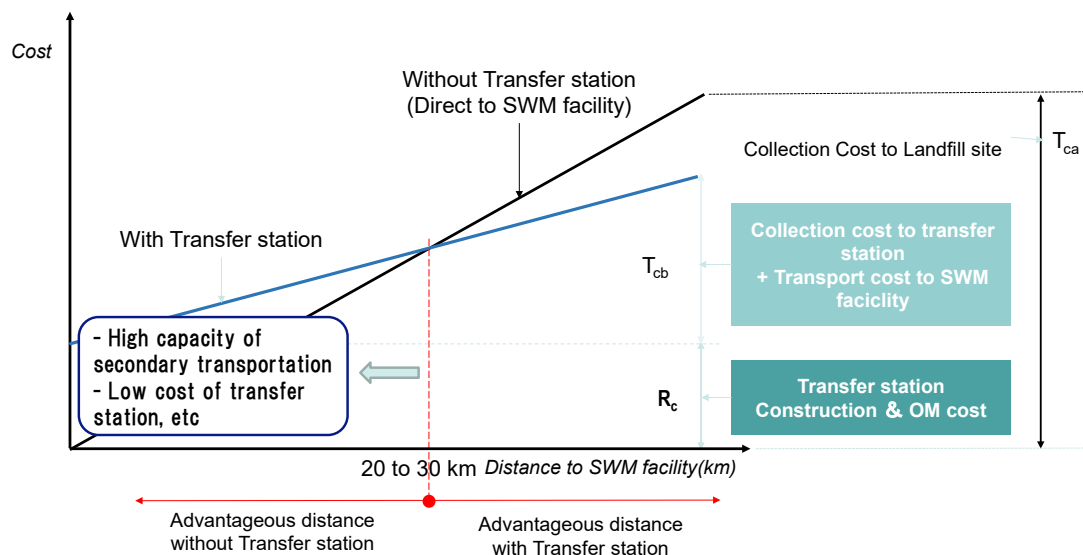 Cost
Without Transfer station
(Direct to SWM facility)
Collection Cost to Landfill site
Tca
With Transfer station
Collection cost to transfer
station
+ Transport cost to SWM
faciclity
Tcb
- High capacity of
secondary transportation
- Low cost of transfer
station, etc
Rc
Transfer station
Construction & OM cost
20 to 30 km
Distance to SWM facility(km)
Advantageous distance
without Transfer station
Advantageous distance
with Transfer station